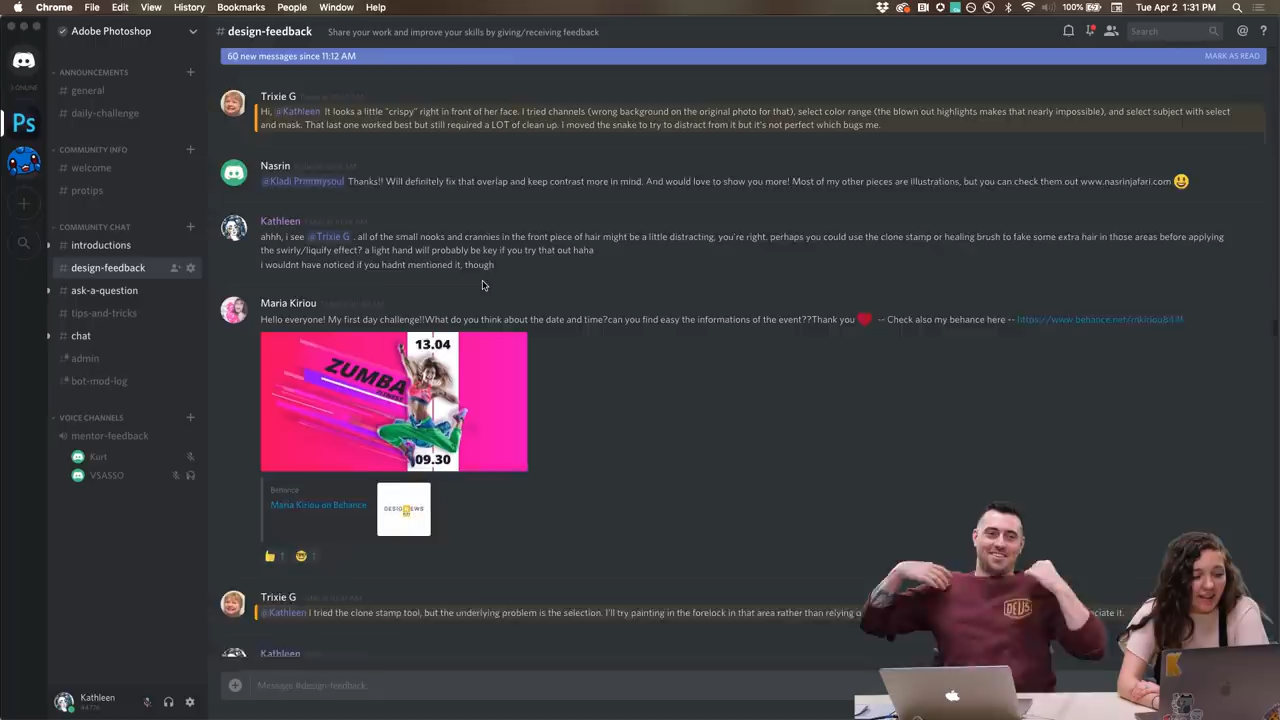 Chrome File Edit View History Bookmarks People Window Help
100% Tue Apr 2 1:31 PM
Adobe Photoshop
# design-feedback Share your work and improve your skills by giving/receiving feedback
Search
60 new messages since 11:12 AM MARK AS READ
ONLINE
Ps
ANNOUNCEMENTS
# general
# daily-challenge
COMMUNITY INFO
# welcome
# protips
COMMUNITY CHAT
# introductions
# design-feedback
# ask-a-question
# tips-and-tricks
# chat
# admin
# bot-mod-log
VOICE CHANNELS
mentor-feedback
Kurt
VSASSO
Kathleen
Trixie G
Hi, @Kathleen It looks a little "crispy" right in front of her face. I tried channels (wrong background on the original photo for that), select color range (the blown out highlights makes that nearly impossible), and select subject with select
and mask. That last one worked best but still required a LOT of clean up. I moved the snake to try to distract from it but it's not perfect which bugs me.
Nasrin
Thanks!! Will definitely fix that overlap and keep contrast more in mind. And would love to show you more! Most of my other pieces are illustrations, but you can check them out www.nasrinjafari.com
Kathleen
ahhh, i see @Trixie G . all of the small nooks and crannies in the front piece of hair might be a little distracting, you're right. perhaps you could use the clone stamp or healing brush to fake some extra hair in those areas before applying
the swirly/liquify effect? a light hand will probably be key if you try that out haha
i wouldnt have noticed if you hadnt mentioned it, though
Maria Kiriou
Hello everyone! My first day challenge!!What do you think about the date and time?can you find easy the informations of the event??Thank you -- Check also my behance here --
13.04
ZUMBA
FITNESS
09.30
Behance
Maria Kiriou on Behance
1 1
Trixie G
@Kathleen I tried the clone stamp tool, but the underlying problem is the selection. I'll try painting in the forelock in that area rather than relying
Kathleen
Message #design-feedback
DEUS